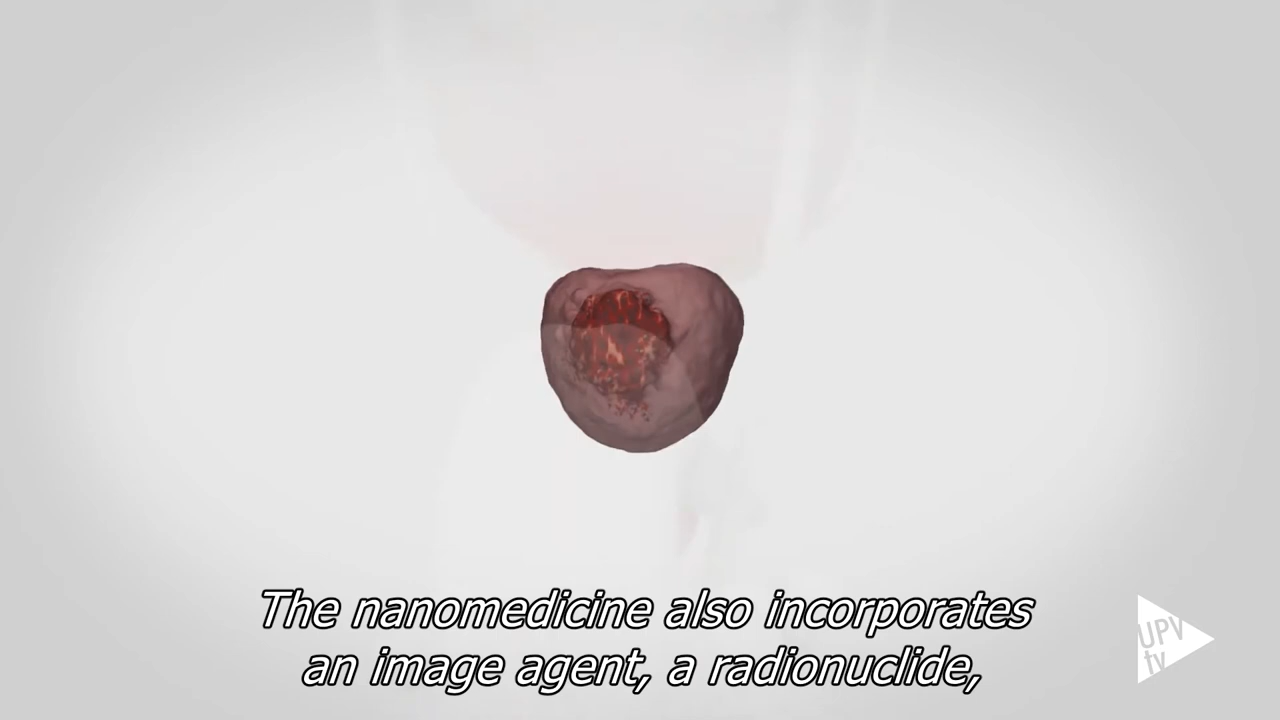 The nanomedicine also incorporates
an image agent, a radionuclide,
UPV
tv